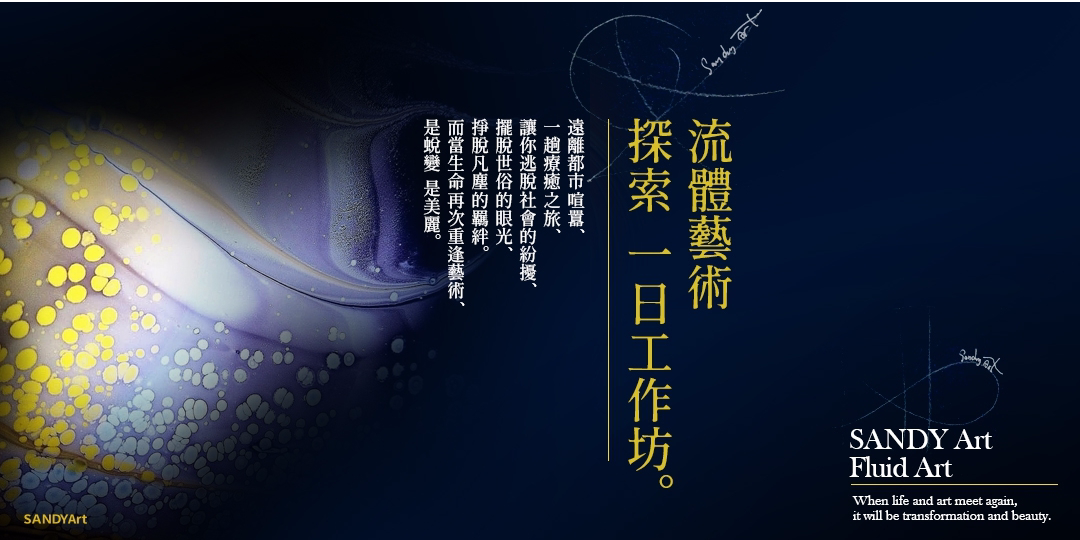 Sandy Art
流體藝術
探索 一日工作坊。
遠離都市喧囂、
一趟療癒之旅、
讓你逃脫社會的紛擾、
擺脫世俗的眼光、
掙脫凡塵的羈絆。
而當生命再次重逢藝術、
是蛻變 是美麗。
Sandy Art
SANDY Art
Fluid Art
When life and art meet again,
it will be transformation and beauty.
SANDYArt